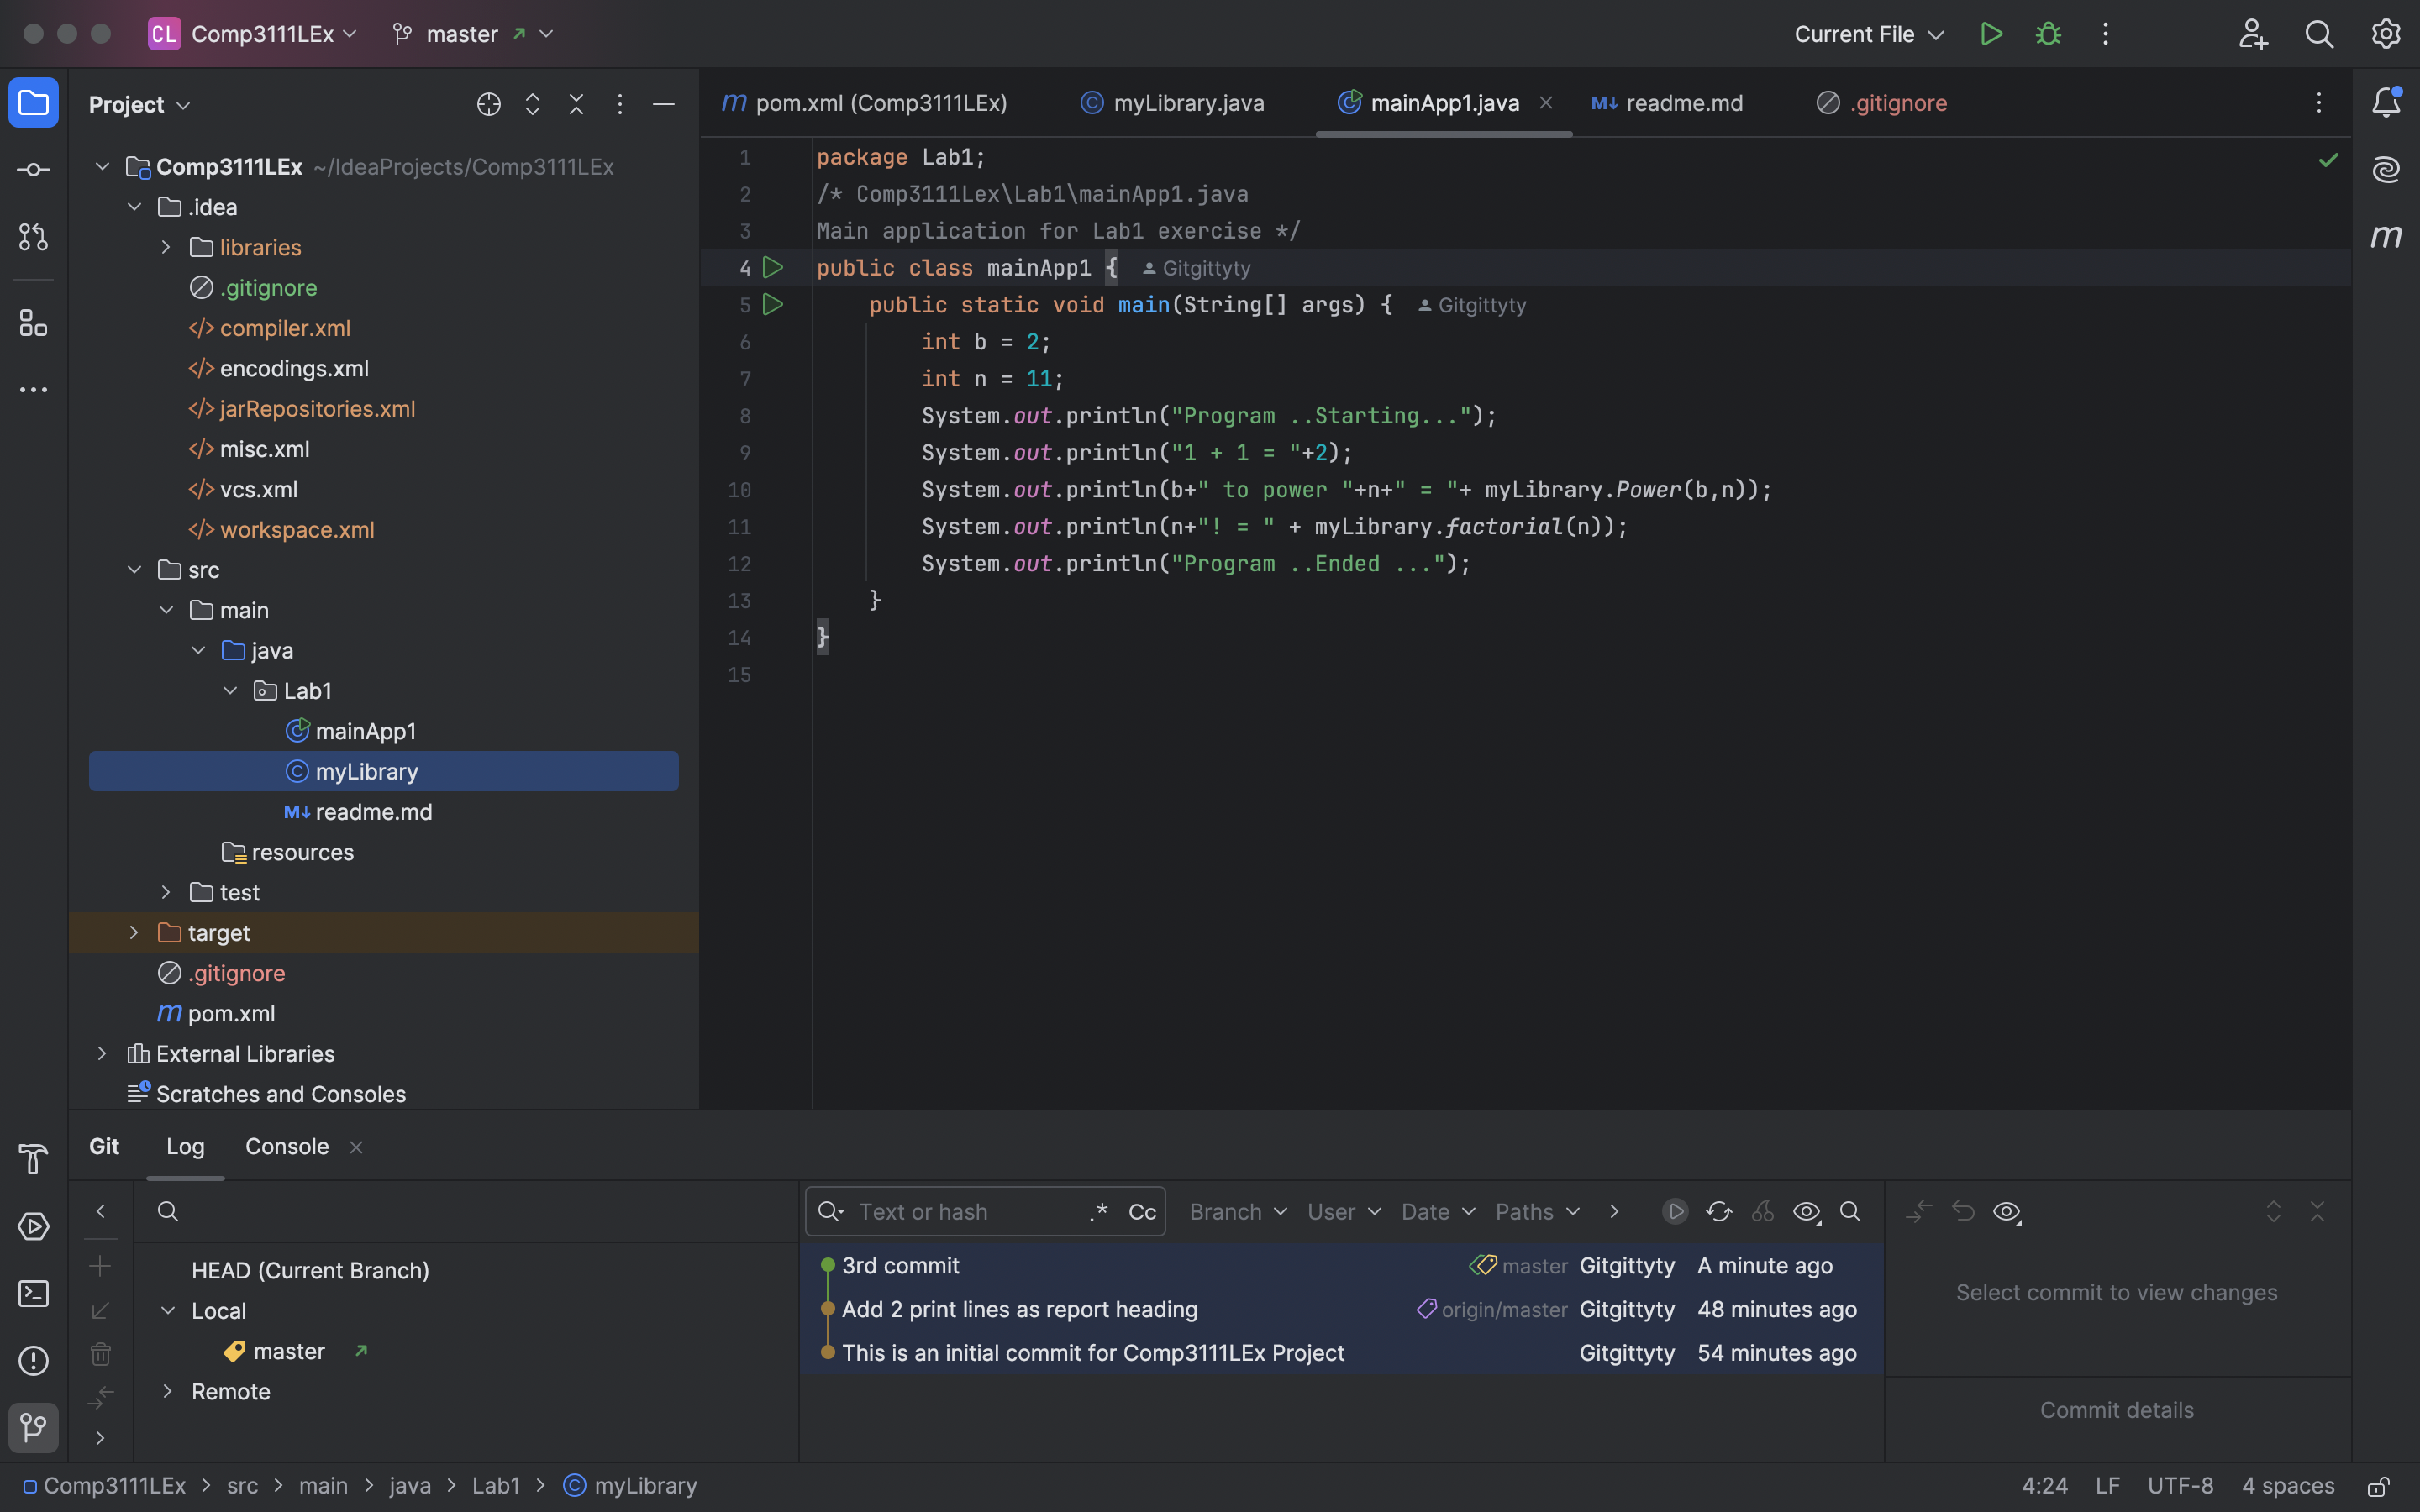 CL Comp3111LEx master Current File
Project
pom.xml (Comp3111LEx) myLibrary.java mainApp1.java readme.md .gitignore
Comp3111LEx ~/IdeaProjects/Comp3111LEx
.idea
libraries
.gitignore
compiler.xml
encodings.xml
jarRepositories.xml
misc.xml
vcs.xml
workspace.xml
src
main
java
Lab1
mainApp1
myLibrary
readme.md
resources
test
target
.gitignore
pom.xml
External Libraries
Scratches and Consoles
1 package Lab1;
2 /* Comp3111Lex\Lab1\mainApp1.java
3 Main application for Lab1 exercise */
4 public class mainApp1 { Gitgittyty
5 public static void main(String[] args) { Gitgittyty
6 int b = 2;
7 int n = 11;
8 System.out.println("Program ..Starting...");
9 System.out.println("1 + 1 = "+2);
10 System.out.println(b+" to power "+n+" = "+ myLibrary.Power(b,n));
11 System.out.println(n+"! = " + myLibrary.factorial(n));
12 System.out.println("Program ..Ended ...");
13 }
14 }
15
Git Log Console
HEAD (Current Branch)
Local
master
Remote
Text or hash .* Cc Branch User Date Paths
3rd commit master Gitgittyty A minute ago
Add 2 print lines as report heading origin/master Gitgittyty 48 minutes ago
This is an initial commit for Comp3111LEx Project Gitgittyty 54 minutes ago
Select commit to view changes
Commit details
Comp3111LEx > src > main > java > Lab1 > myLibrary 4:24 LF UTF-8 4 spaces